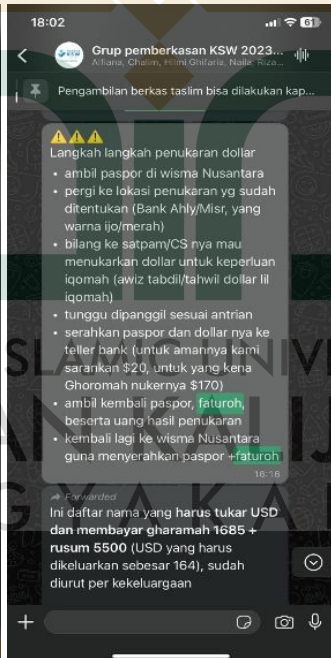 18:02
61
Grup pemberkasan KSW 2023...
Alfiana, Chalim, Hilmi Ghifaria, Naila, Riza...
Pengambilan berkas taslim bisa dilakukan kap...
Langkah langkah penukaran dollar
• ambil paspor di wisma Nusantara
• pergi ke lokasi penukaran yg sudah
ditentukan (Bank Ahly/Misr, yang
warna ijo/merah)
• bilang ke satpam/CS nya mau
menukarkan dollar untuk keperluan
iqomah (awiz tabdil/tahwil dollar lil
iqomah)
• tunggu dipanggil sesuai antrian
• serahkan paspor dan dollar nya ke
teller bank (untuk amannya kami
sarankan $20, untuk yang kena
Ghoromah nukernya $170)
• ambil kembali paspor, faturoh,
beserta uang hasil penukaran
• kembali lagi ke wisma Nusantara
guna menyerahkan paspor +faturoh
16:16
Forwarded
Ini daftar nama yang harus tukar USD
dan membayar gharamah 1685 +
rusum 5500 (USD yang harus
dikeluarkan sebesar 164), sudah
diurut per kekeluargaan